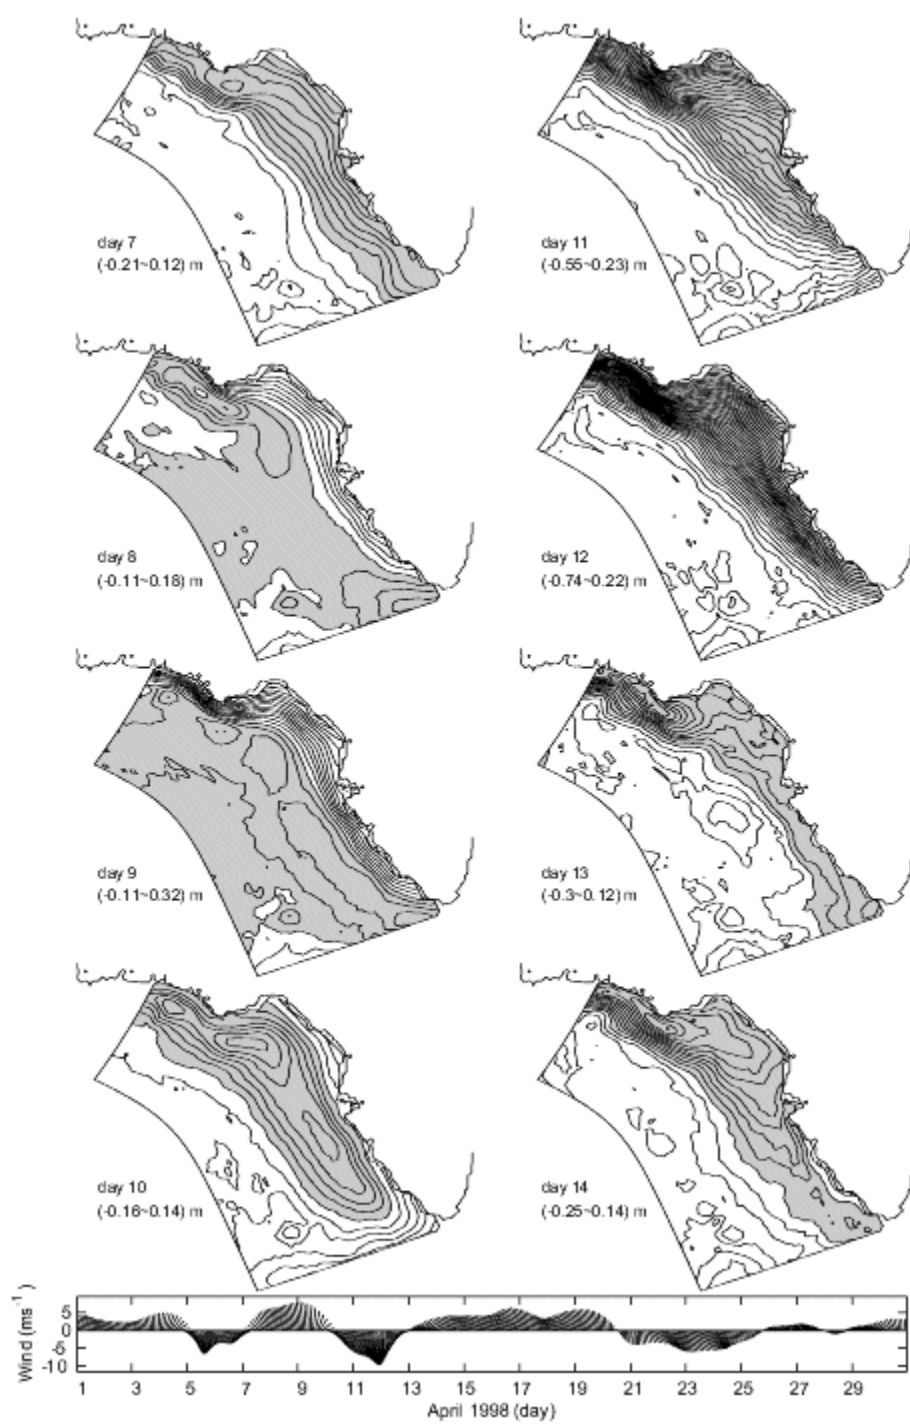 day 7
(-0.21~0.12) m
day 11
(-0.55~0.23) m
day 8
(-0.11~0.18) m
day 12
(-0.74~0.22) m
day 9
(-0.11~0.32) m
day 13
(-0.3~0.12) m
day 10
(-0.16~0.14) m
day 14
(-0.25~0.14) m
Wind (ms⁻¹)
5
0
-5
-10
1 3 5 7 9 11 13 15 17 19 21 23 25 27 29
April 1998 (day)